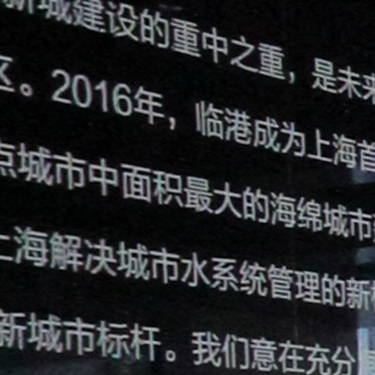 新城建设的重中之重，是未来
区。2016年，临港成为上海首
点城市中面积最大的海绵城市
上海解决城市水系统管理的新
新城市标杆。我们意在充分